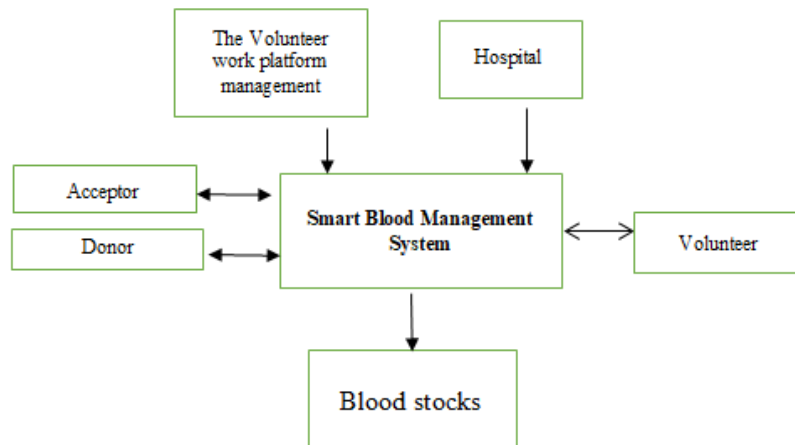 The Volunteer
work platform
management
Hospital
Acceptor
Smart Blood Management
System
Donor
Volunteer
Blood stocks